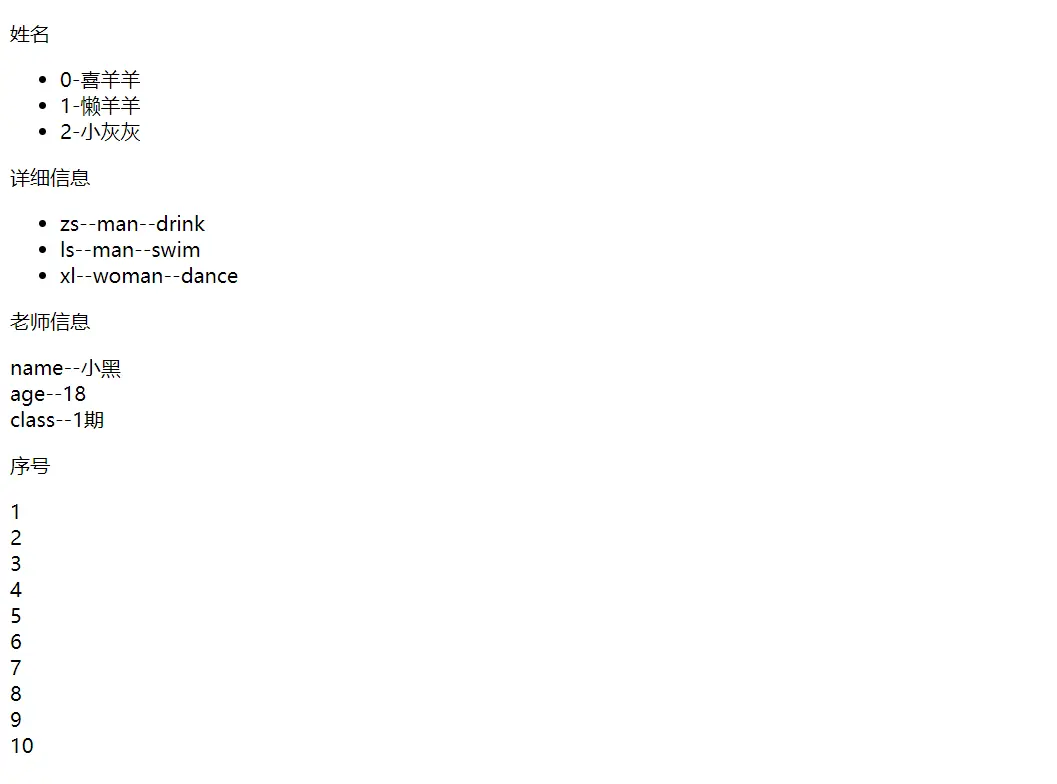 姓名
0-喜羊羊
1-懒羊羊
2-小灰灰
详细信息
zs--man--drink
ls--man--swim
xl--woman--dance
老师信息
name--小黑
age--18
class--1期
序号
1
2
3
4
5
6
7
8
9
10